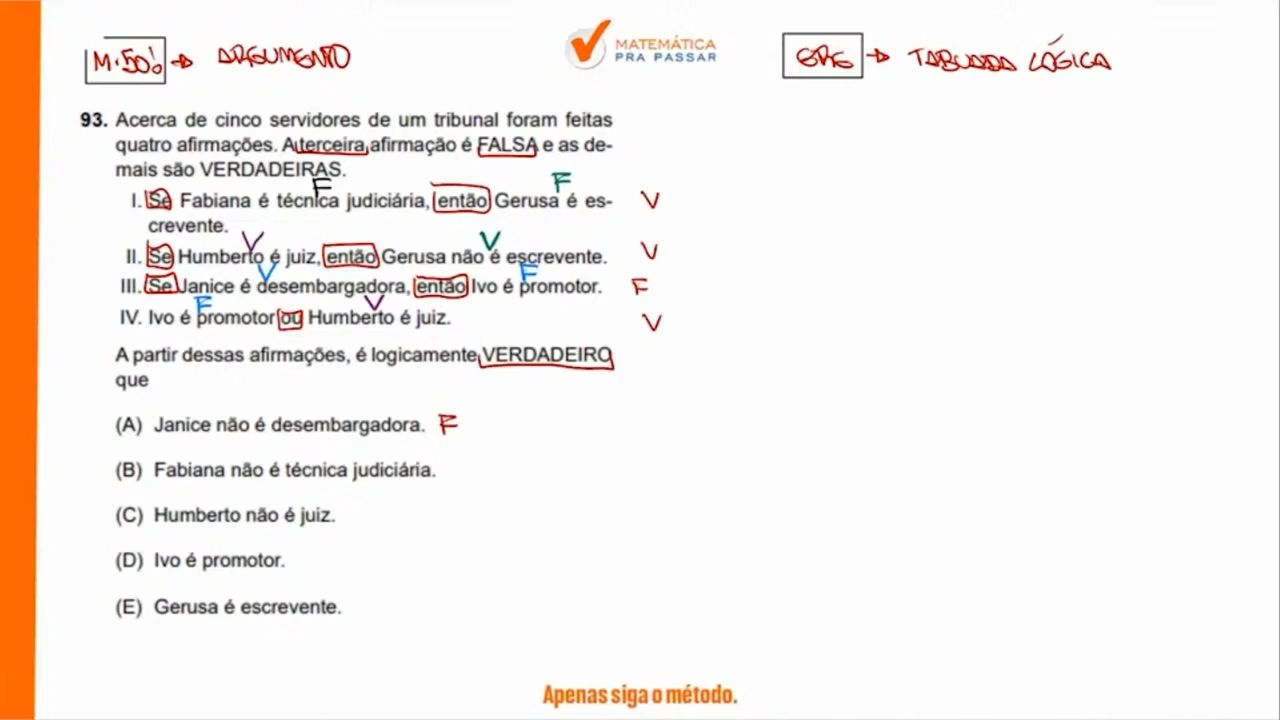 M.50% → ARGUMENTO
MATEMÁTICA
PRA PASSAR
→ TABUADA LÓGICA
93. Acerca de cinco servidores de um tribunal foram feitas
quatro afirmações. A terceira afirmação é FALSA e as de-
mais são VERDADEIRAS.
F F
I. Se Fabiana é técnica judiciária, então Gerusa é es- V
crevente.
V V
II. Se Humberto é juiz, então Gerusa não é escrevente. V
V F
III. Se Janice é desembargadora, então Ivo é promotor. F
F V
IV. Ivo é promotor ou Humberto é juiz. V
A partir dessas afirmações, é logicamente VERDADEIRO
que
(A) Janice não é desembargadora. F
(B) Fabiana não é técnica judiciária.
(C) Humberto não é juiz.
(D) Ivo é promotor.
(E) Gerusa é escrevente.
Apenas siga o método.